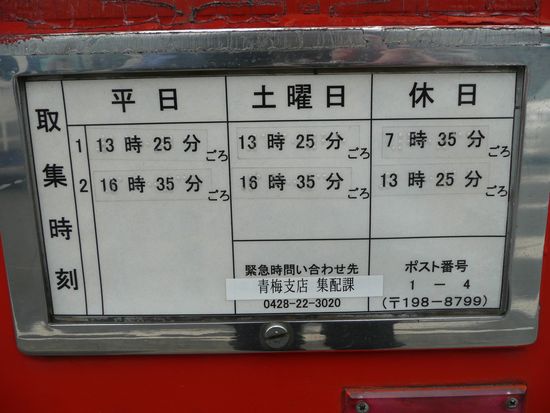 取集時刻
平日 土曜日 休日
1 13時25分ごろ 13時25分ごろ 7時35分ごろ
2 16時35分ごろ 16時35分ごろ 13時25分ごろ
緊急時問い合わせ先
青梅支店 集配課
0428-22-3020
ポスト番号
1-4
(〒198-8799)